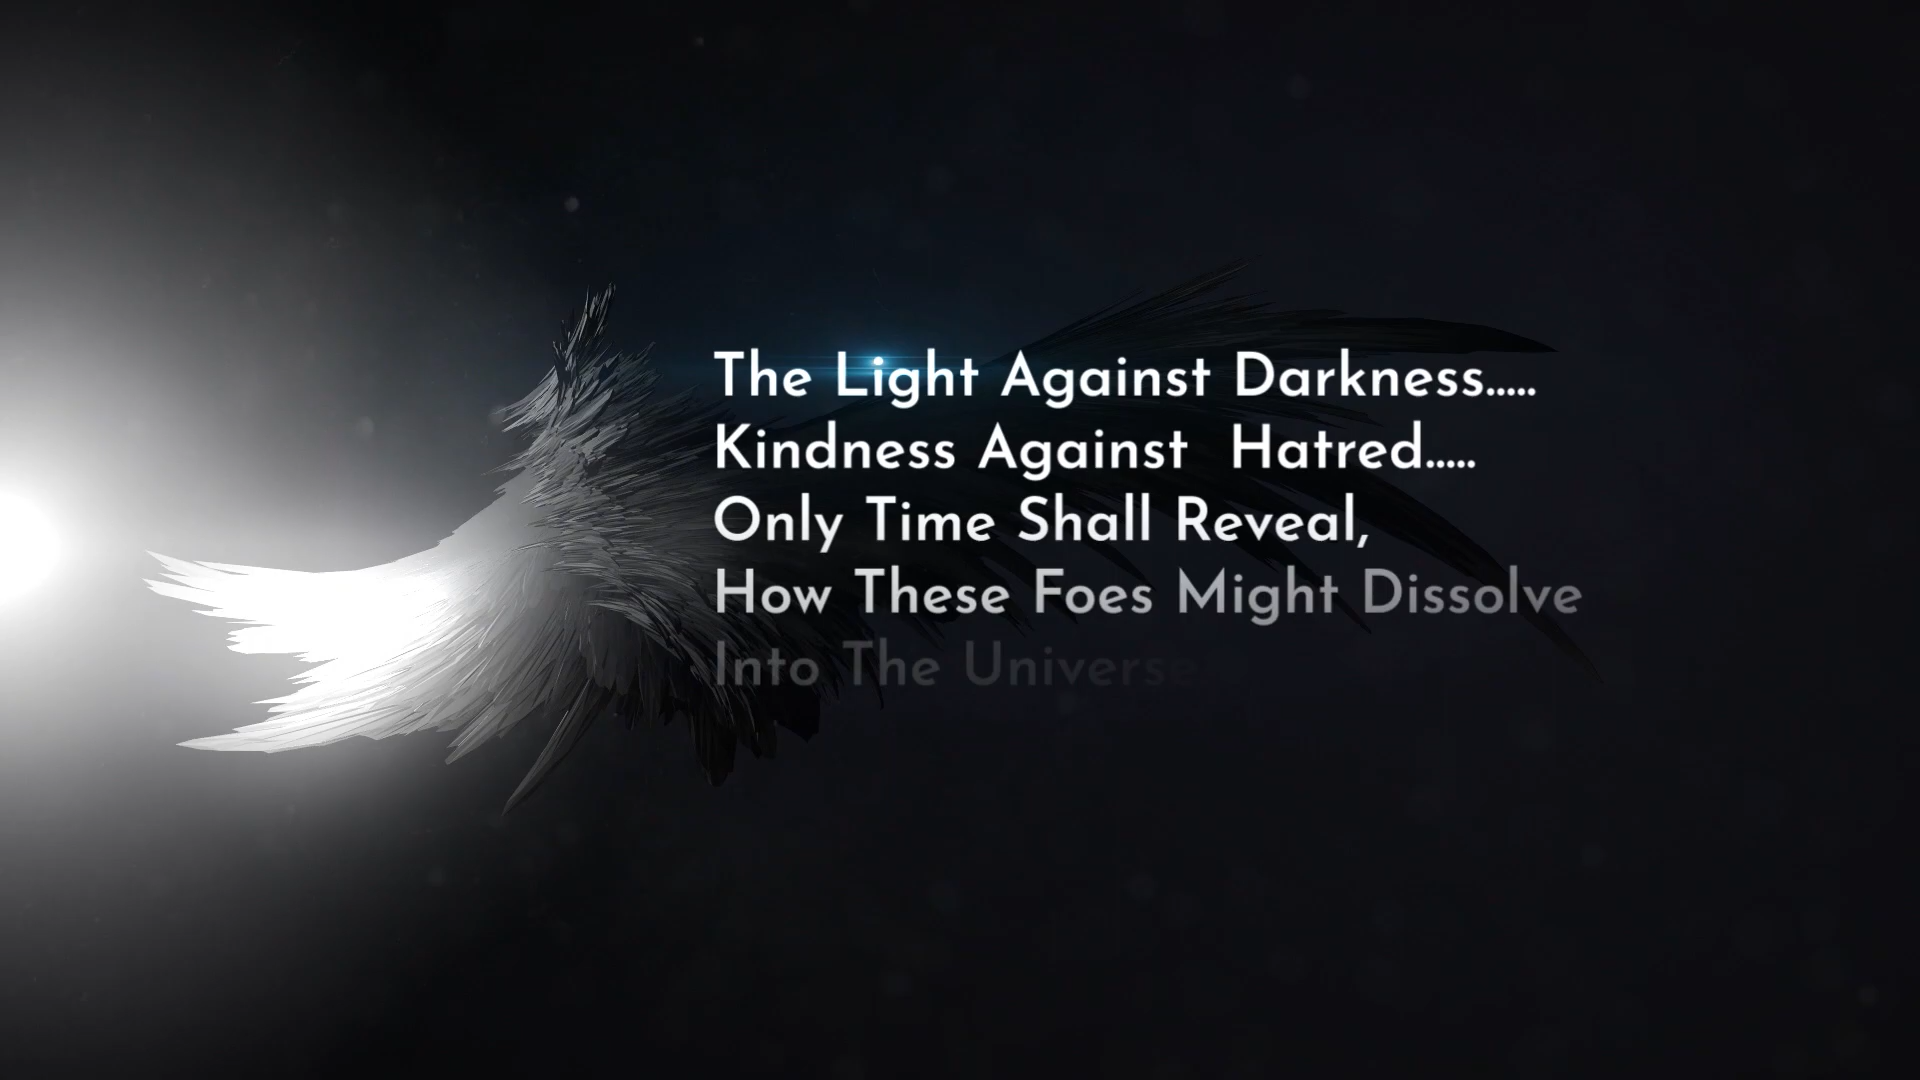 The Light Against Darkness.....
Kindness Against  Hatred.....
Only Time Shall Reveal,
How These Foes Might Dissolve
Into The Universe